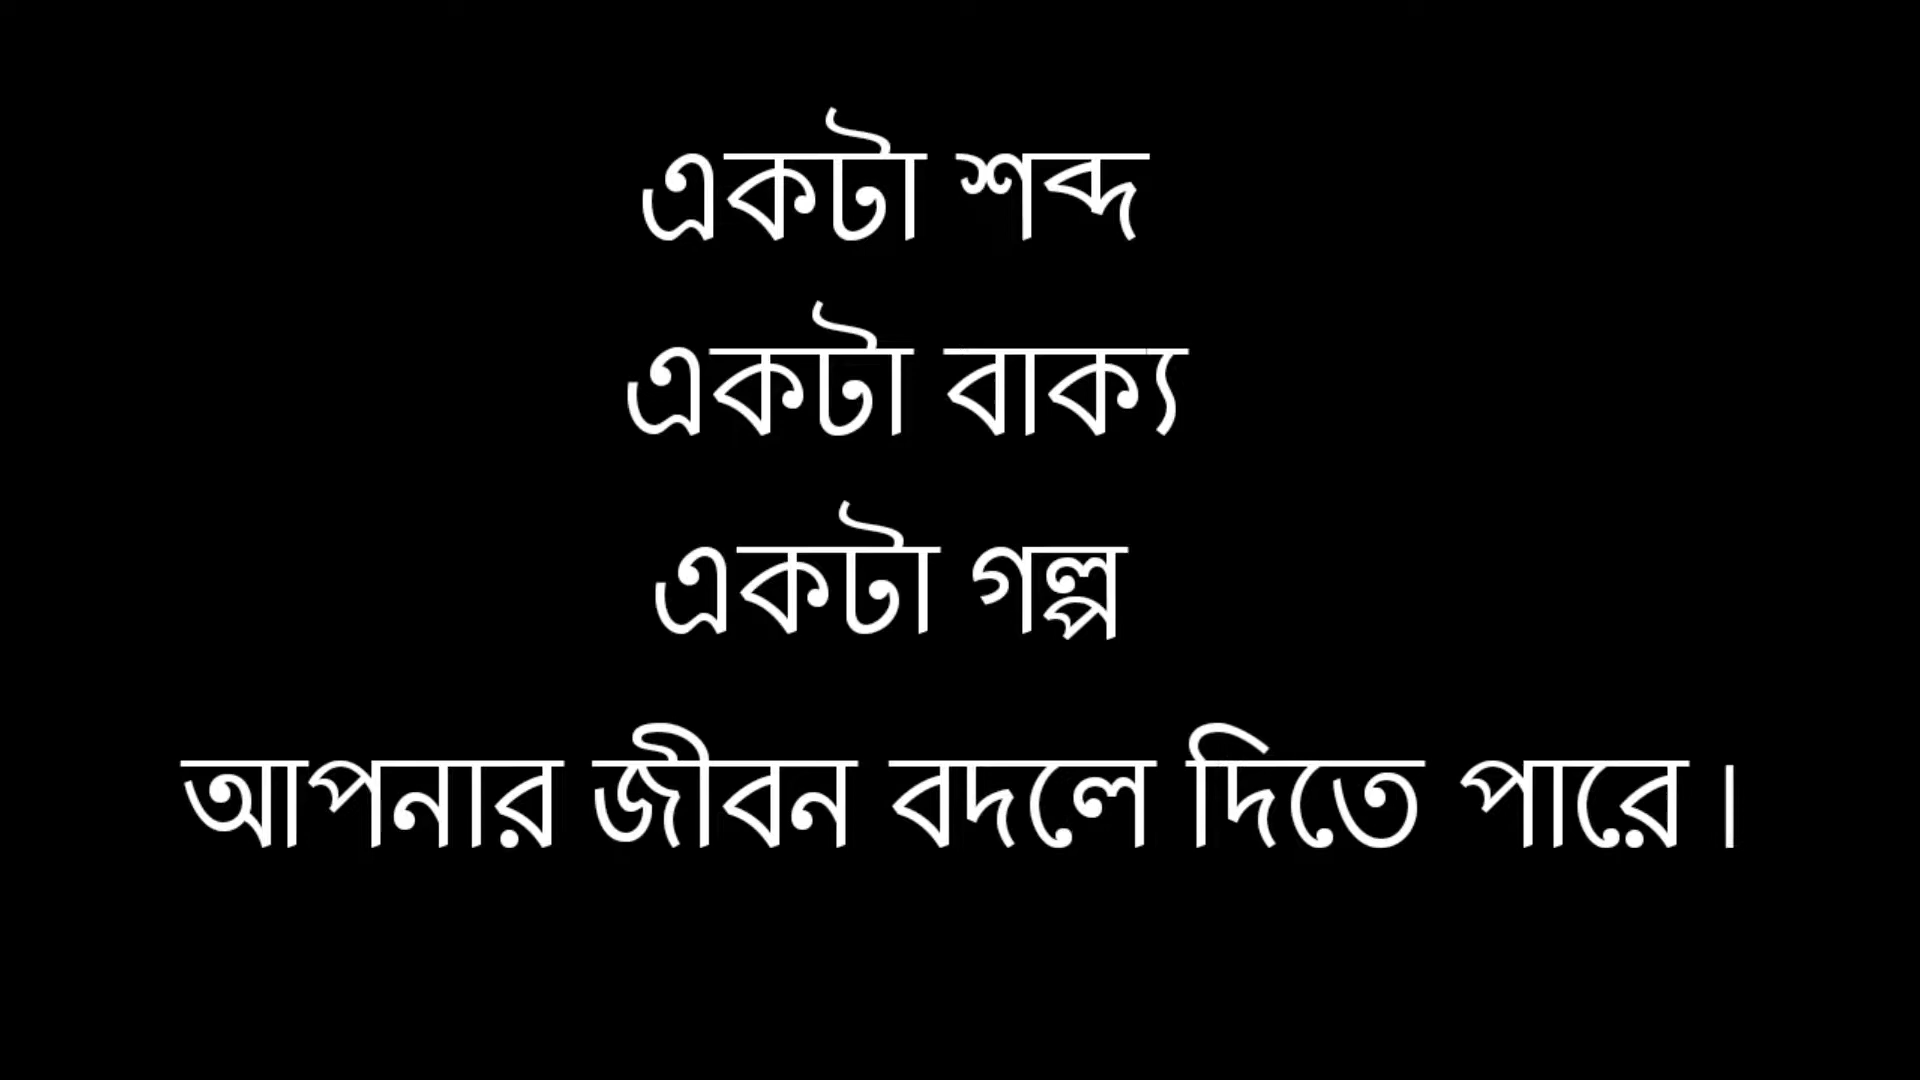 একটা শব্দ
একটা বাক্য
একটা গল্প
আপনার জীবন বদলে দিতে পারে।